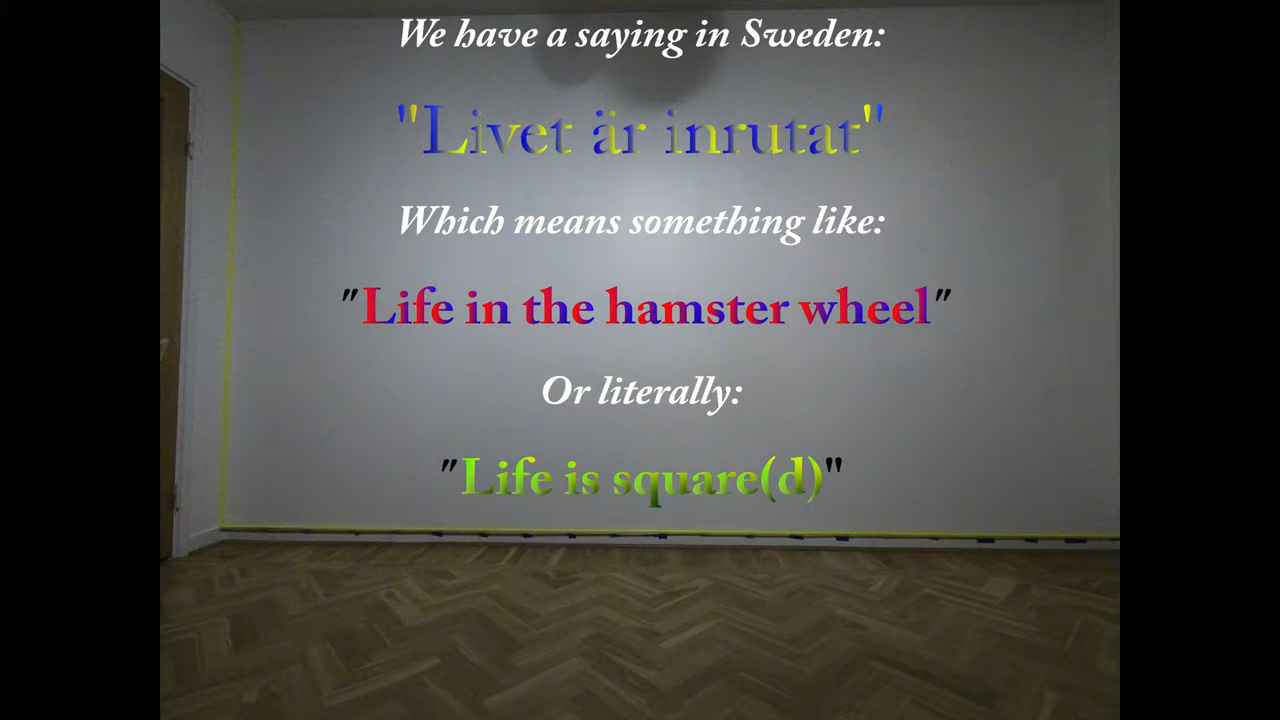 We have a saying in Sweden:
"Livet är inrutat"
Which means something like:
"Life in the hamster wheel"
Or literally:
"Life is square(d)"